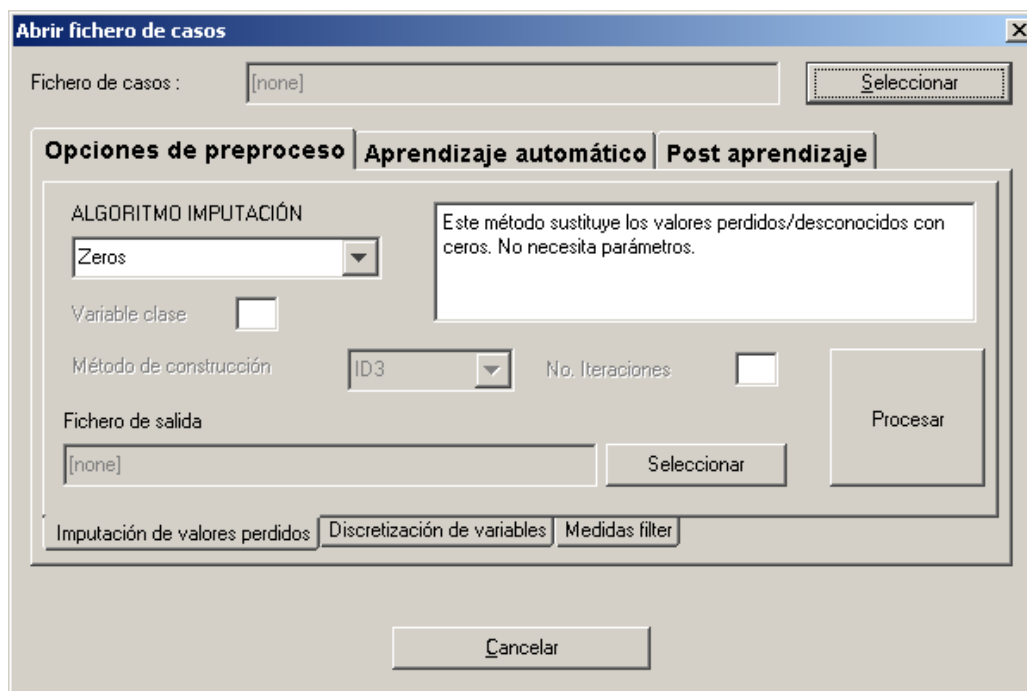 Abrir fichero de casos
Fichero de casos :
[none]
Seleccionar
Opciones de preproceso
Aprendizaje automático
Post aprendizaje
ALGORITMO IMPUTACIÓN
Zeros
Este método sustituye los valores perdidos/desconocidos con
ceros. No necesita parámetros.
Variable clase
Método de construcción
ID3
No. Iteraciones
Procesar
Fichero de salida
[none]
Seleccionar
Imputación de valores perdidos
Discretización de variables
Medidas filter
Cancelar